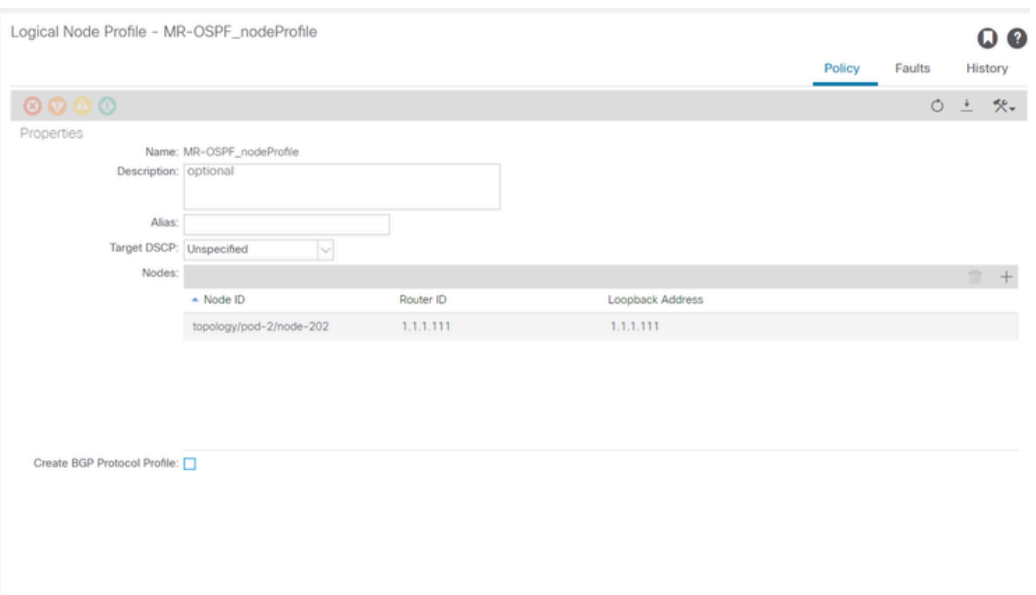 Logical Node Profile - MR-OSPF_nodeProfile
Policy Faults History
Properties
Name: MR-OSPF_nodeProfile
Description: optional
Alias:
Target DSCP: Unspecified
Nodes:
Node ID Router ID Loopback Address
topology/pod-2/node-202 1.1.1.111 1.1.1.111
Create BGP Protocol Profile: